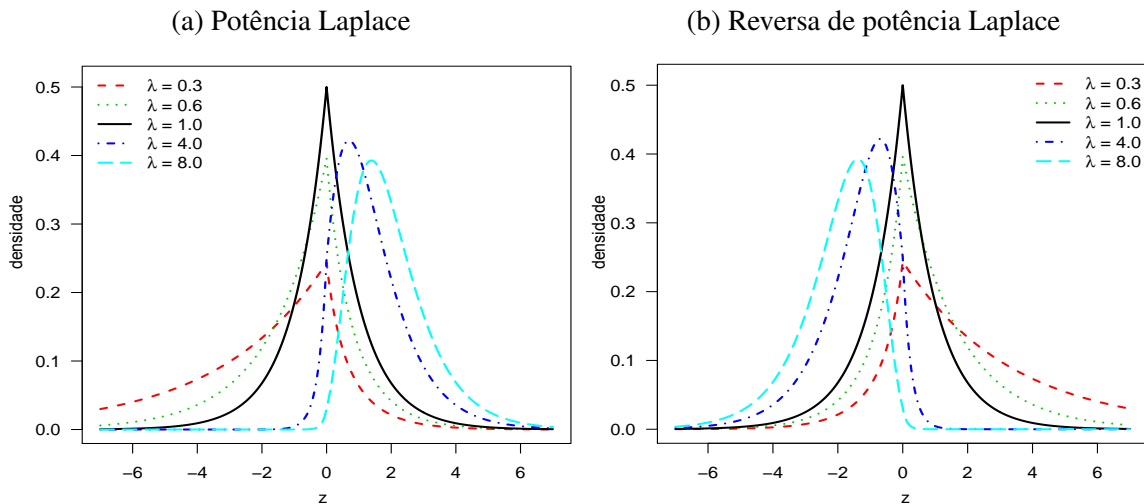 (a) Potência Laplace
λ = 0.3
λ = 0.6
λ = 1.0
λ = 4.0
λ = 8.0
densidade
0.5
0.4
0.3
0.2
0.1
0.0
−6 −4 −2 0 2 4 6
z
(b) Reversa de potência Laplace
λ = 0.3
λ = 0.6
λ = 1.0
λ = 4.0
λ = 8.0
densidade
0.5
0.4
0.3
0.2
0.1
0.0
−6 −4 −2 0 2 4 6
z